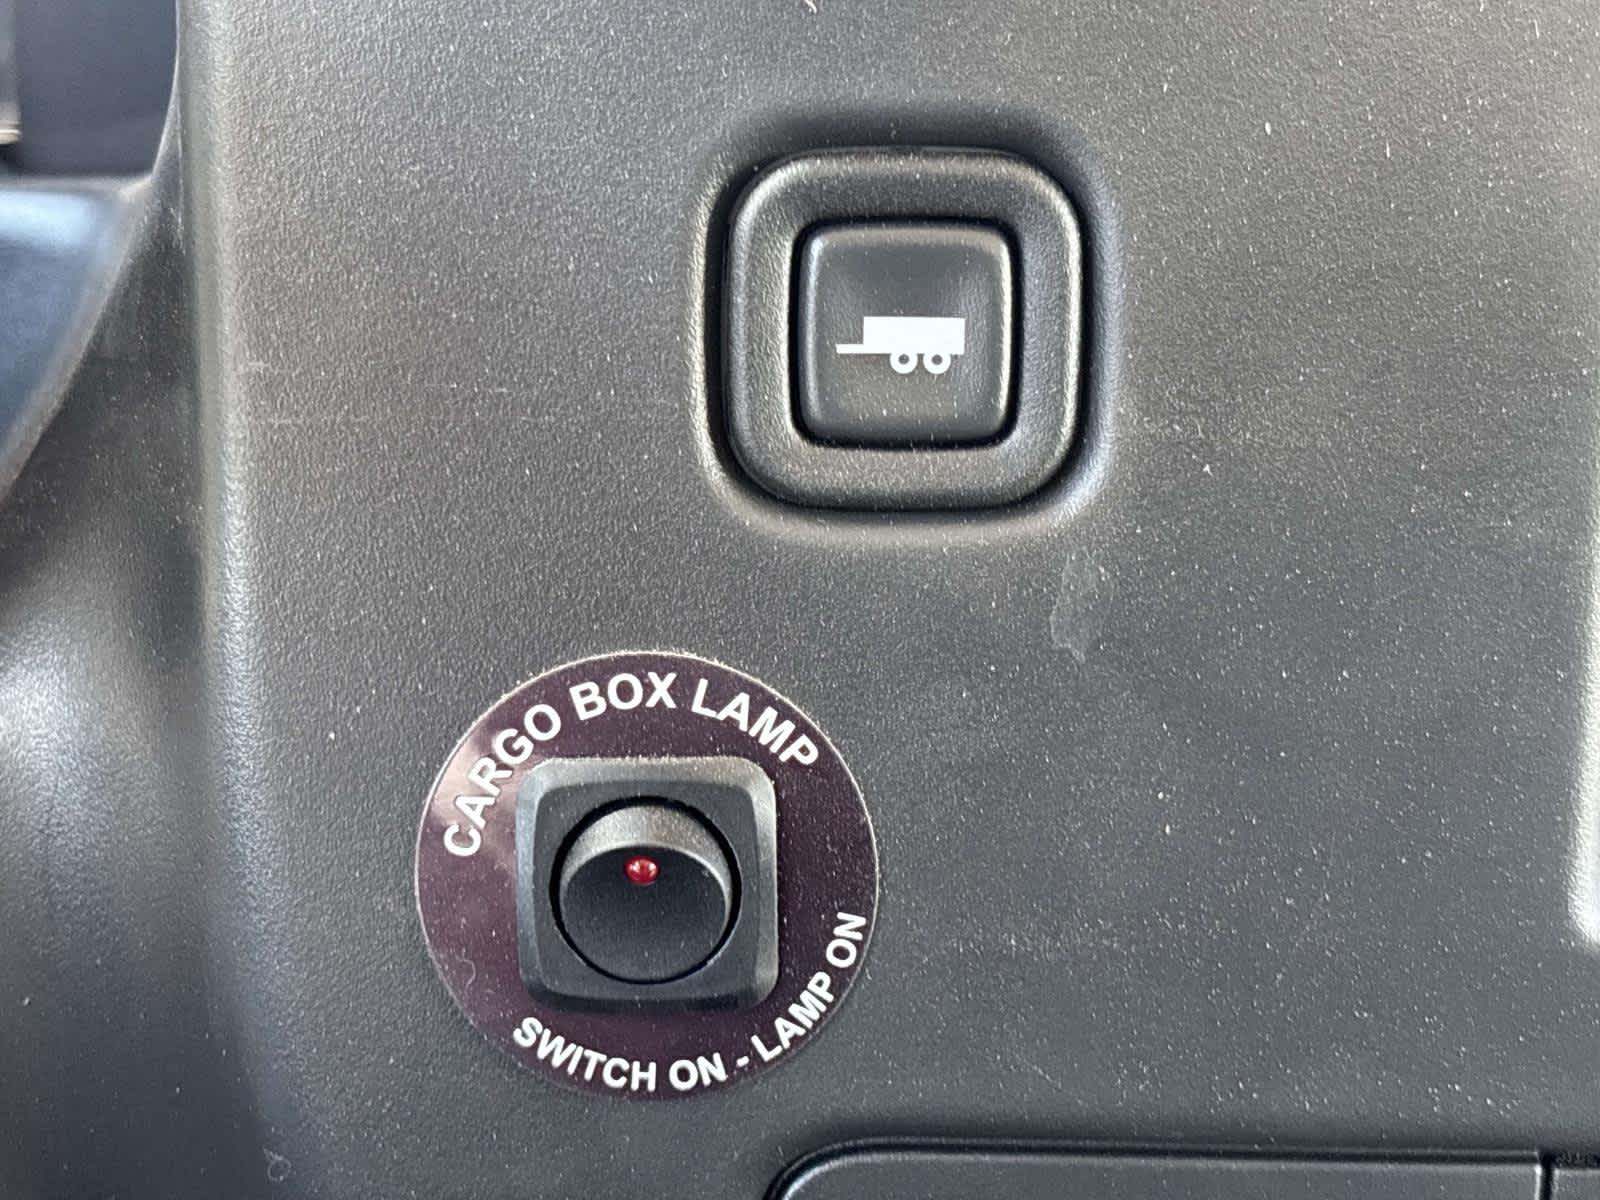 CARGO BOX LAMP
SWITCH ON - LAMP ON